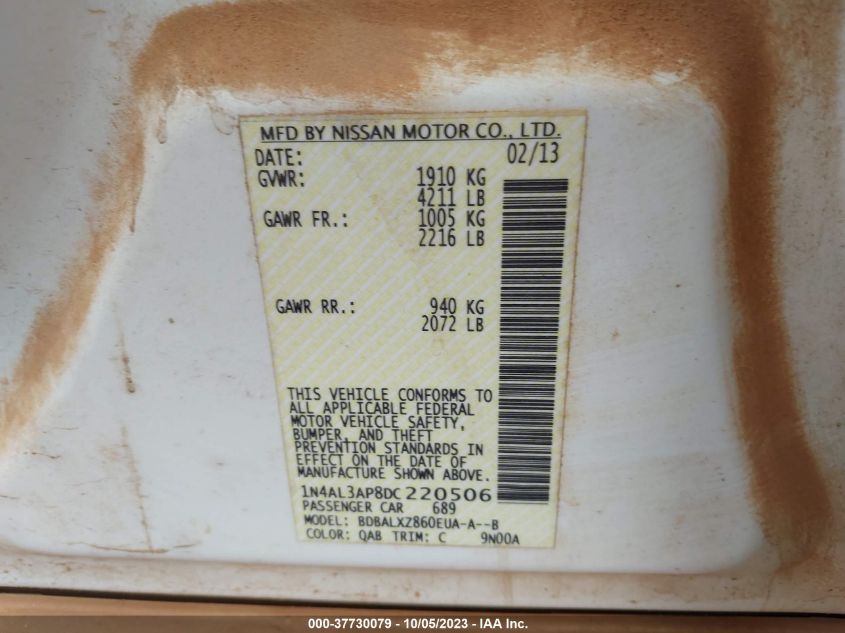 MFD BY NISSAN MOTOR CO., LTD.
DATE: 02/13
GVWR: 1910 KG
4211 LB
GAWR FR.: 1005 KG
2216 LB
GAWR RR.: 940 KG
2072 LB
THIS VEHICLE CONFORMS TO
ALL APPLICABLE FEDERAL
MOTOR VEHICLE SAFETY,
BUMPER, AND THEFT
PREVENTION STANDARDS IN
EFFECT ON THE DATE OF
MANUFACTURE SHOWN ABOVE.
1N4AL3AP8DC220506
PASSENGER CAR 689
MODEL: BDBALXZ860EUA-A--B
COLOR: QAB TRIM: C 9N00A
000-37730079 - 10/05/2023 - IAA Inc.